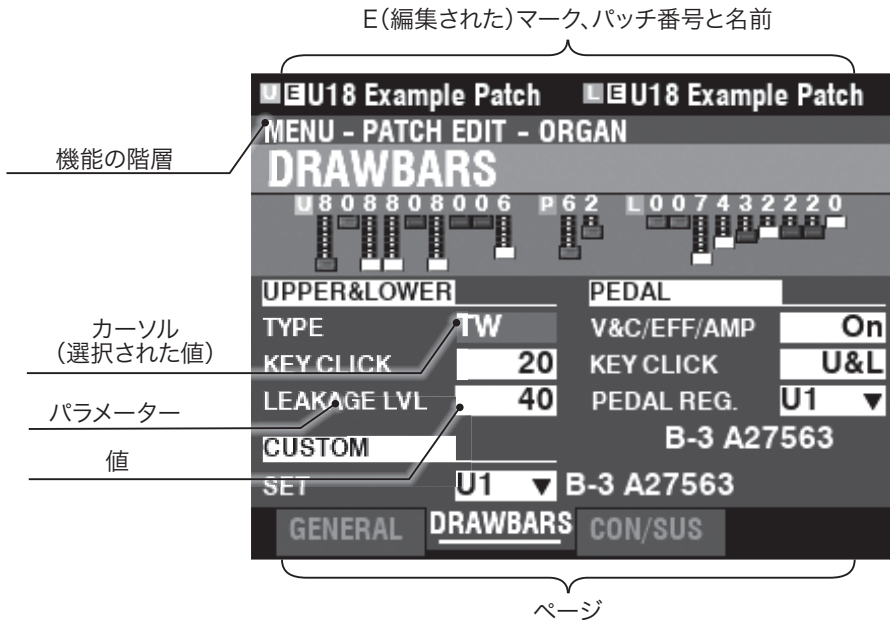 E(編集された)マーク、パッチ番号と名前
U E U18 Example Patch L E U18 Example Patch
MENU - PATCH EDIT - ORGAN
機能の階層
DRAWBARS
U 8 0 8 8 0 8 0 0 6 P 6 2 L 0 0 7 4 3 2 2 2 0
UPPER&LOWER PEDAL
カーソル
(選択された値)
TYPE TW V&C/EFF/AMP On
KEY CLICK 20 KEY CLICK U&L
パラメーター
LEAKAGE LVL 40 PEDAL REG. U1 ▼
B-3 A27563
値
CUSTOM
SET U1 ▼ B-3 A27563
GENERAL DRAWBARS CON/SUS
ページ